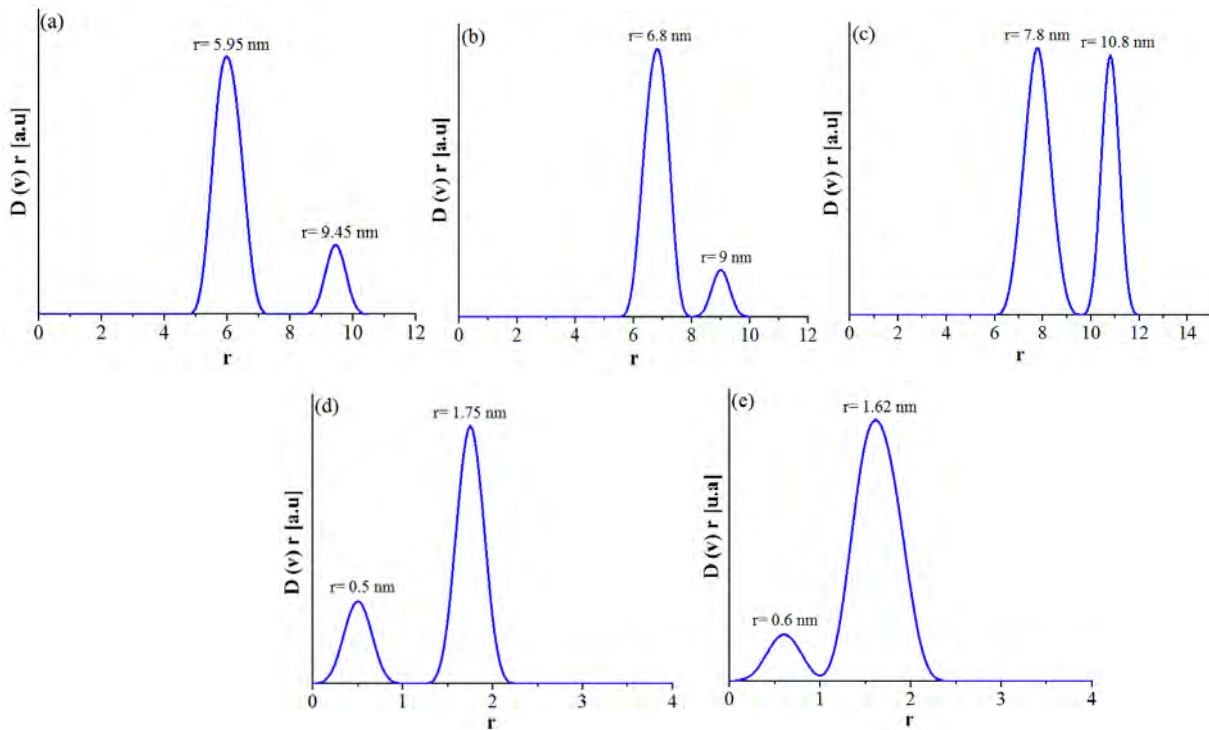 (a)
r= 5.95 nm
r= 9.45 nm
D (v) r [a.u]
0 2 4 6 8 10 12
r
(b)
r= 6.8 nm
r= 9 nm
D (v) r [a.u]
0 2 4 6 8 10 12
r
(c)
r= 7.8 nm
r= 10.8 nm
D (v) r [a.u]
0 2 4 6 8 10 12 14
r
(d)
r= 1.75 nm
r= 0.5 nm
D (v) r [a.u]
0 1 2 3 4
r
(e)
r= 1.62 nm
r= 0.6 nm
D (v) r [u.a]
0 1 2 3 4
r